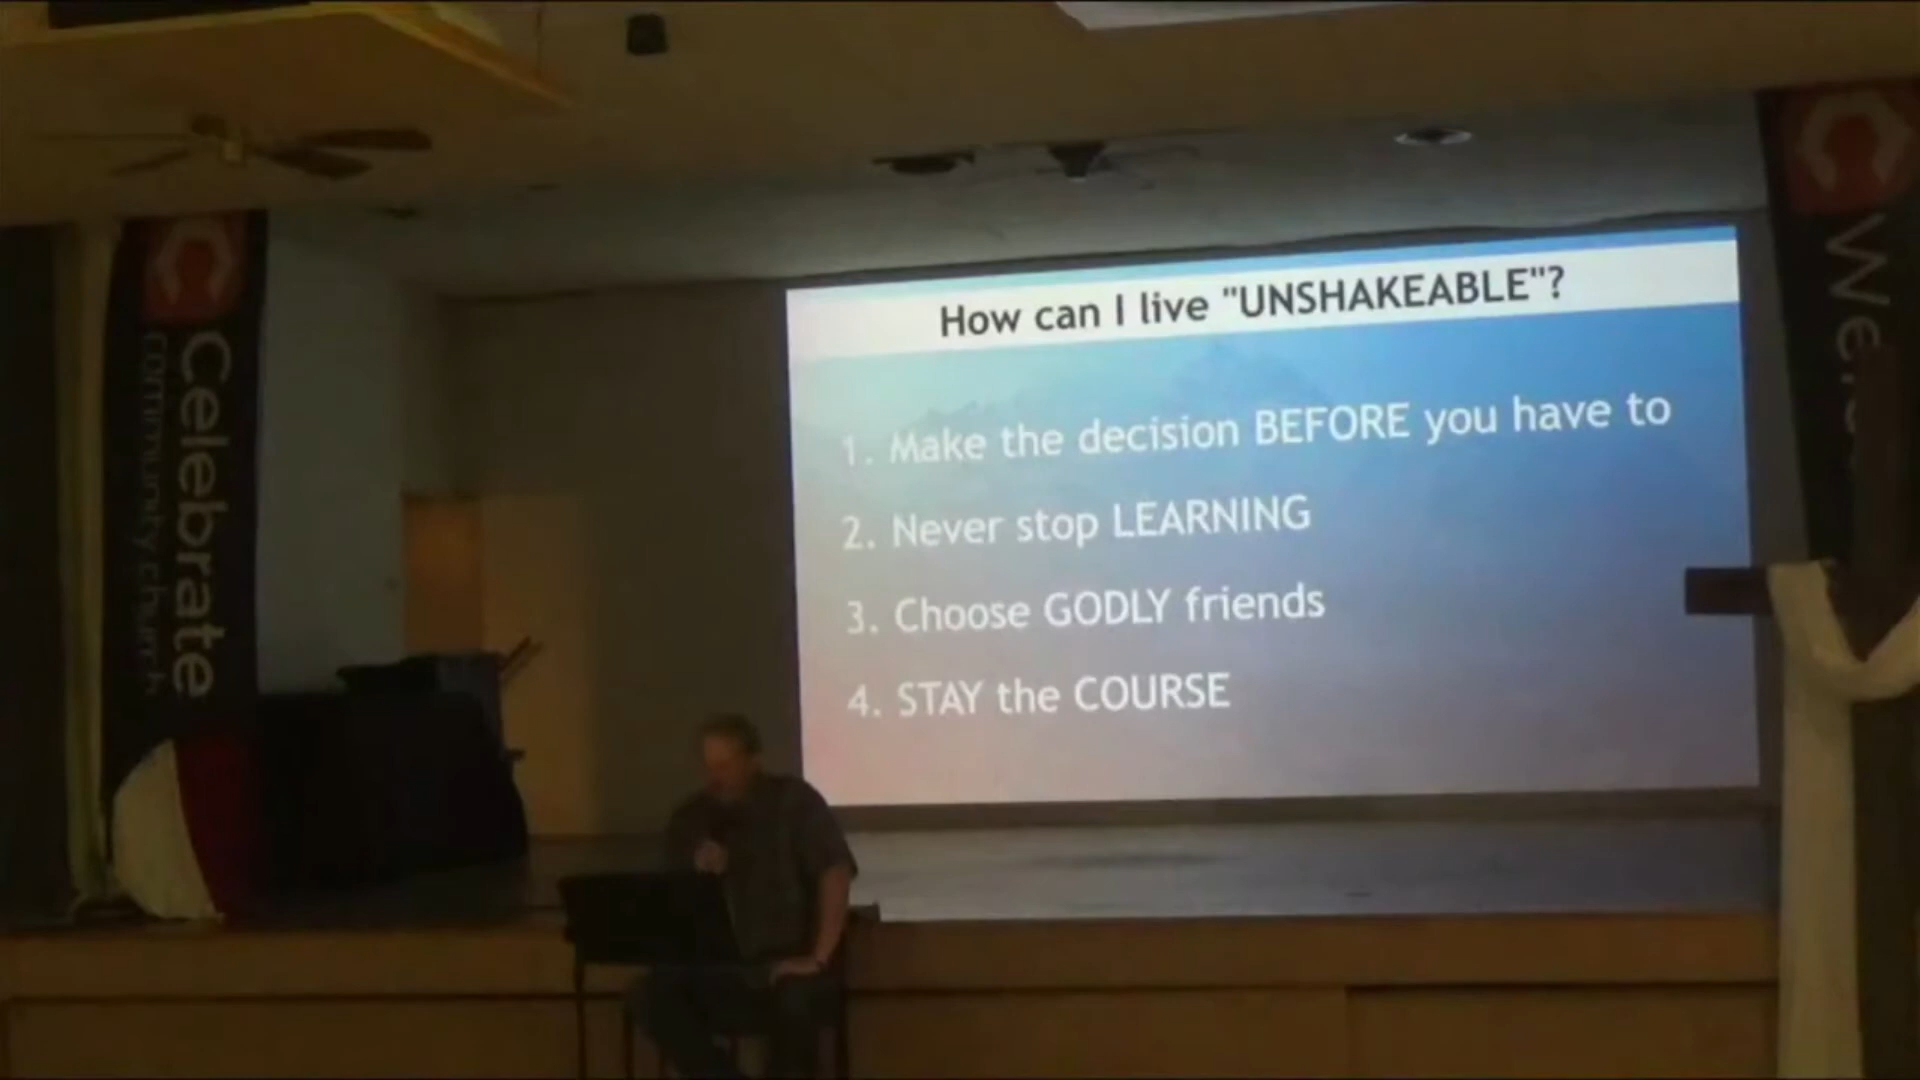 How can I live "UNSHAKEABLE"?
1. Make the decision BEFORE you have to
2. Never stop LEARNING
3. Choose GODLY friends
4. STAY the COURSE
Celebrate
community church